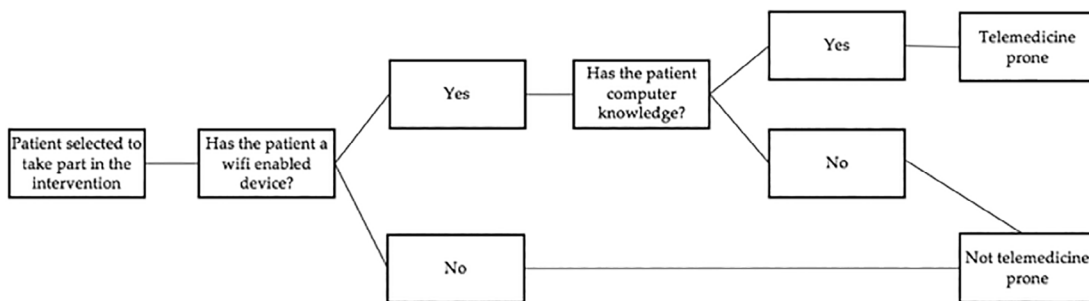 Patient selected to
take part in the
intervention
Has the patient a
wifi enabled
device?
Yes
Has the patient
computer
knowledge?
Yes
Telemedicine
prone
No
No
Not telemedicine
prone